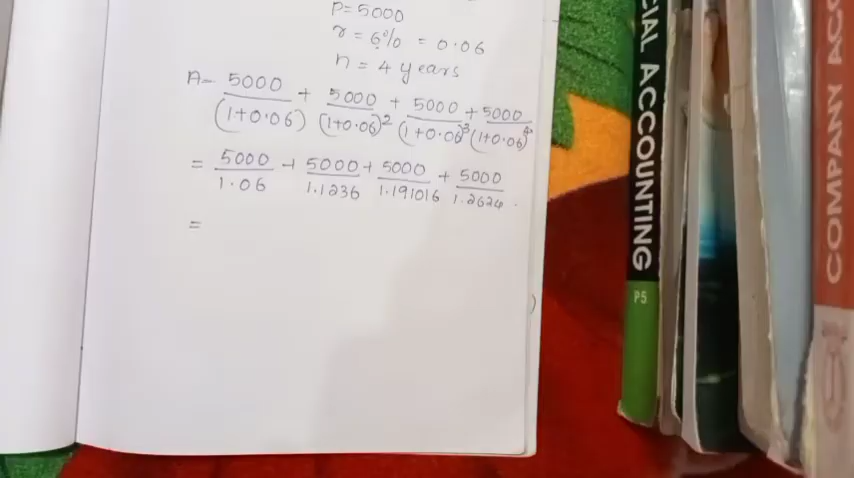 P=5000
r = 6% = 0.06
n = 4 years
A= 5000/(1+0.06) + 5000/(1+0.06)² + 5000/(1+0.06)³ + 5000/(1+0.06)⁴
= 5000/1.06 + 5000/1.1236 + 5000/1.191016 + 5000/1.2624.
=
CIAL ACCOUNTING
P5
COMPANY ACC